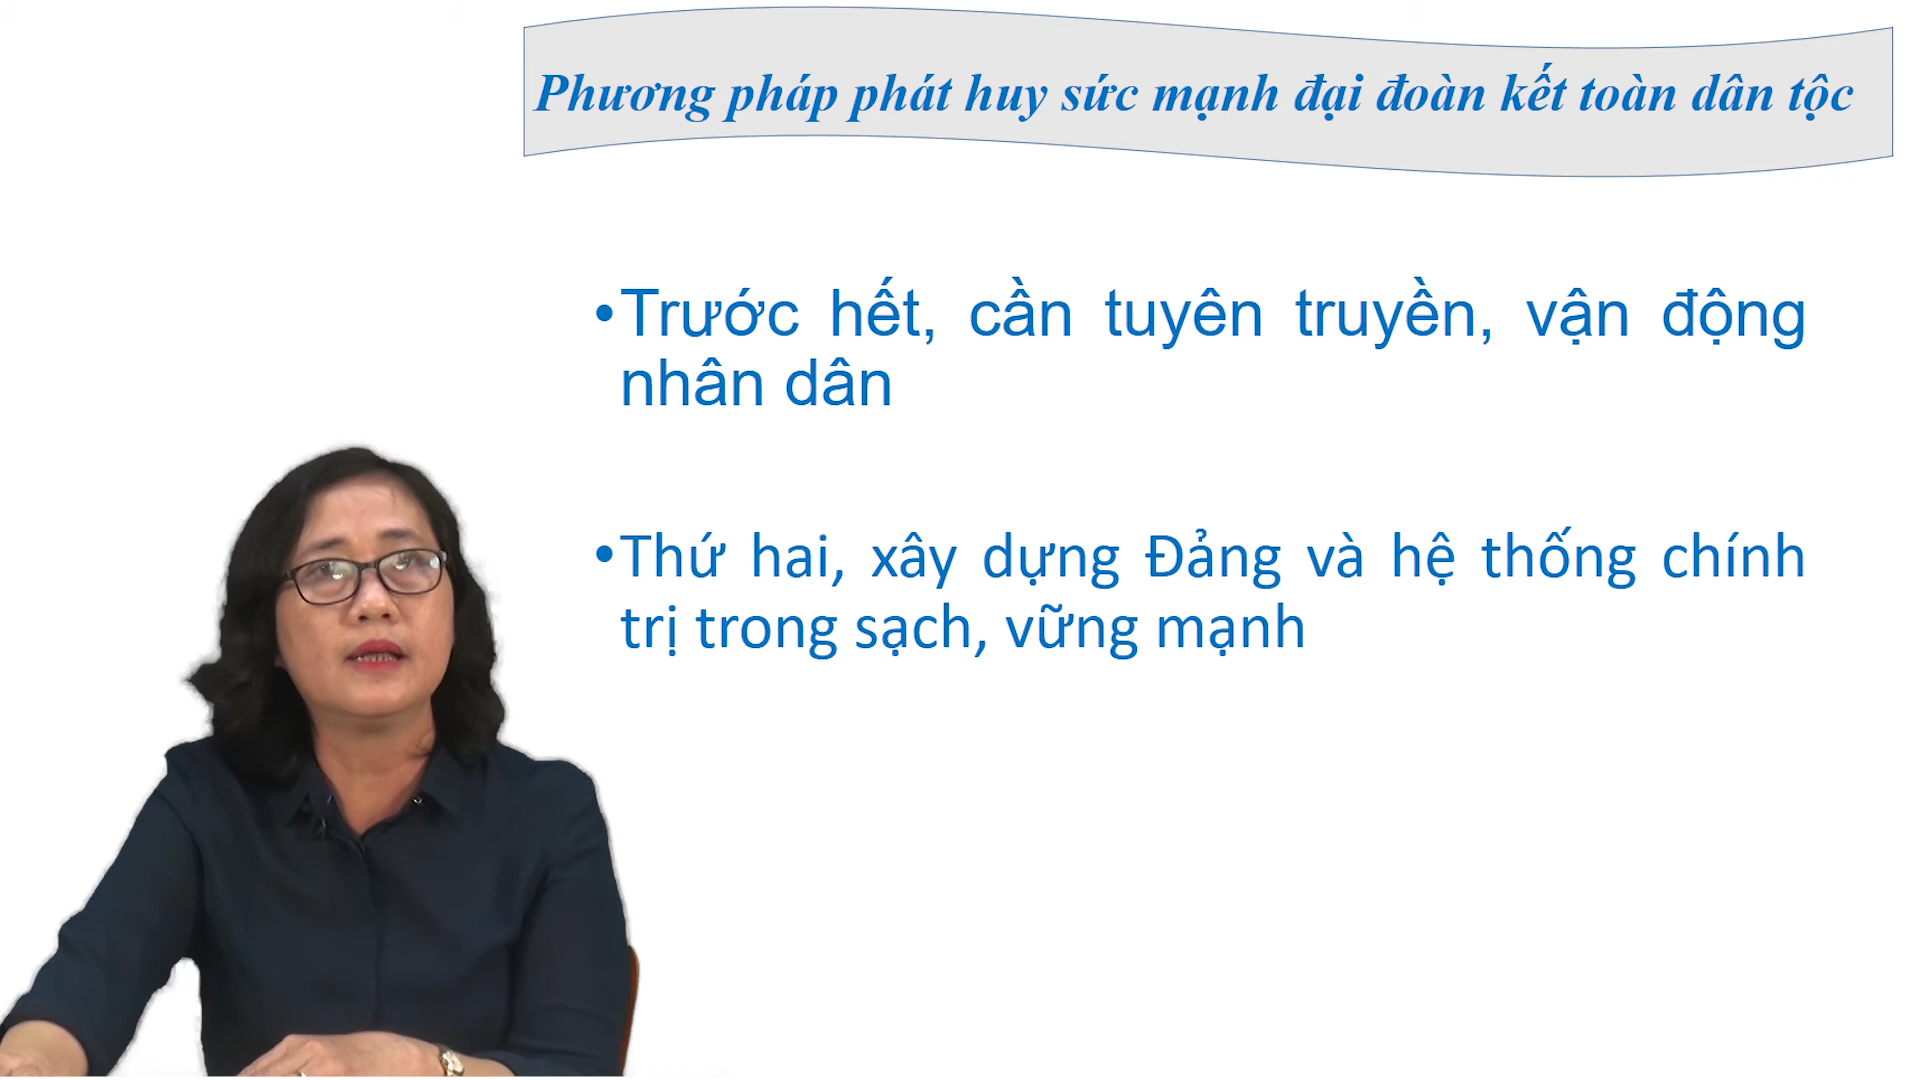 Phương pháp phát huy sức mạnh đại đoàn kết toàn dân tộc
•Trước hết, cần tuyên truyền, vận động
nhân dân
•Thứ hai, xây dựng Đảng và hệ thống chính
trị trong sạch, vững mạnh